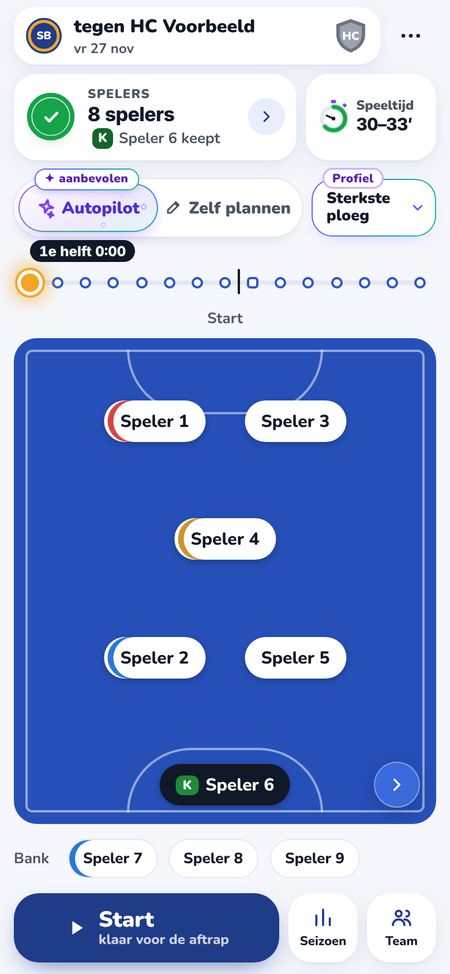 SB
tegen HC Voorbeeld
vr 27 nov
HC
SPELERS
8 spelers
K Speler 6 keept
Speeltijd
30–33'
aanbevolen
Autopilot
Zelf plannen
Profiel
Sterkste
ploeg
1e helft 0:00
Start
Speler 1
Speler 3
Speler 4
Speler 2
Speler 5
K Speler 6
Bank
Speler 7
Speler 8
Speler 9
Start
klaar voor de aftrap
Seizoen
Team